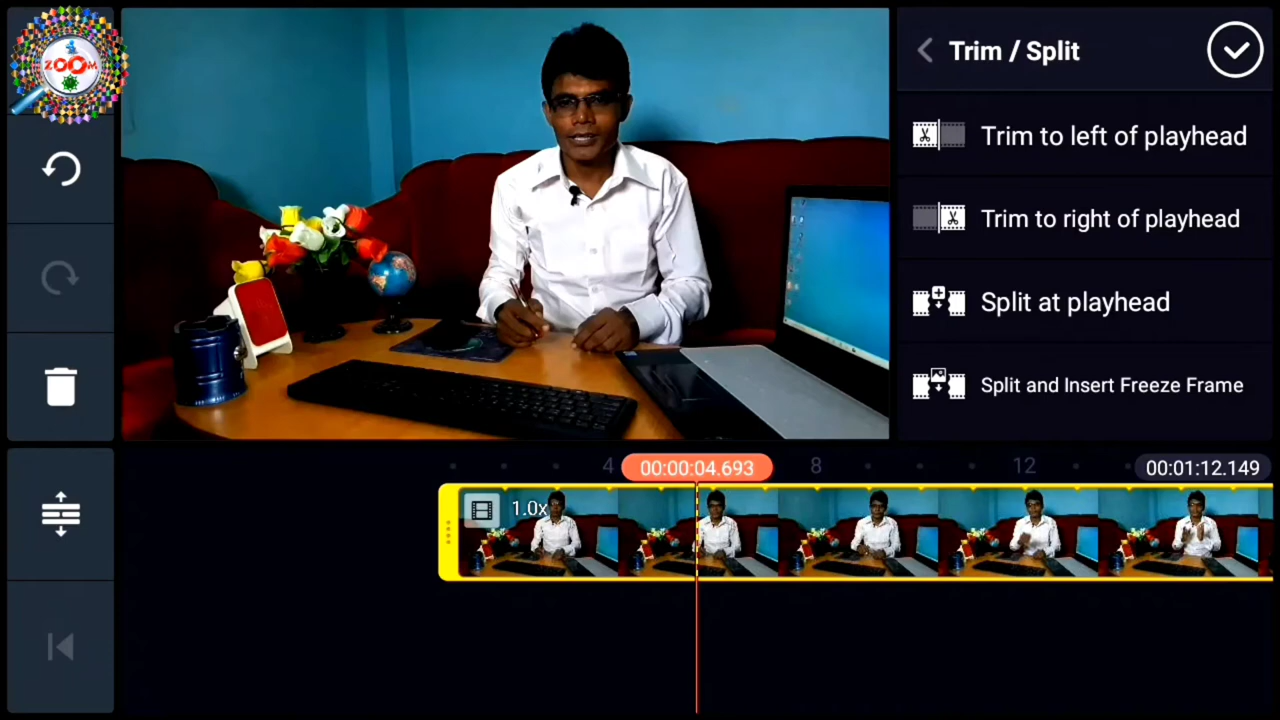 ZOOM
Trim / Split
Trim to left of playhead
Trim to right of playhead
Split at playhead
Split and Insert Freeze Frame
4
00:00:04.693
8
12
00:01:12.149
1.0x